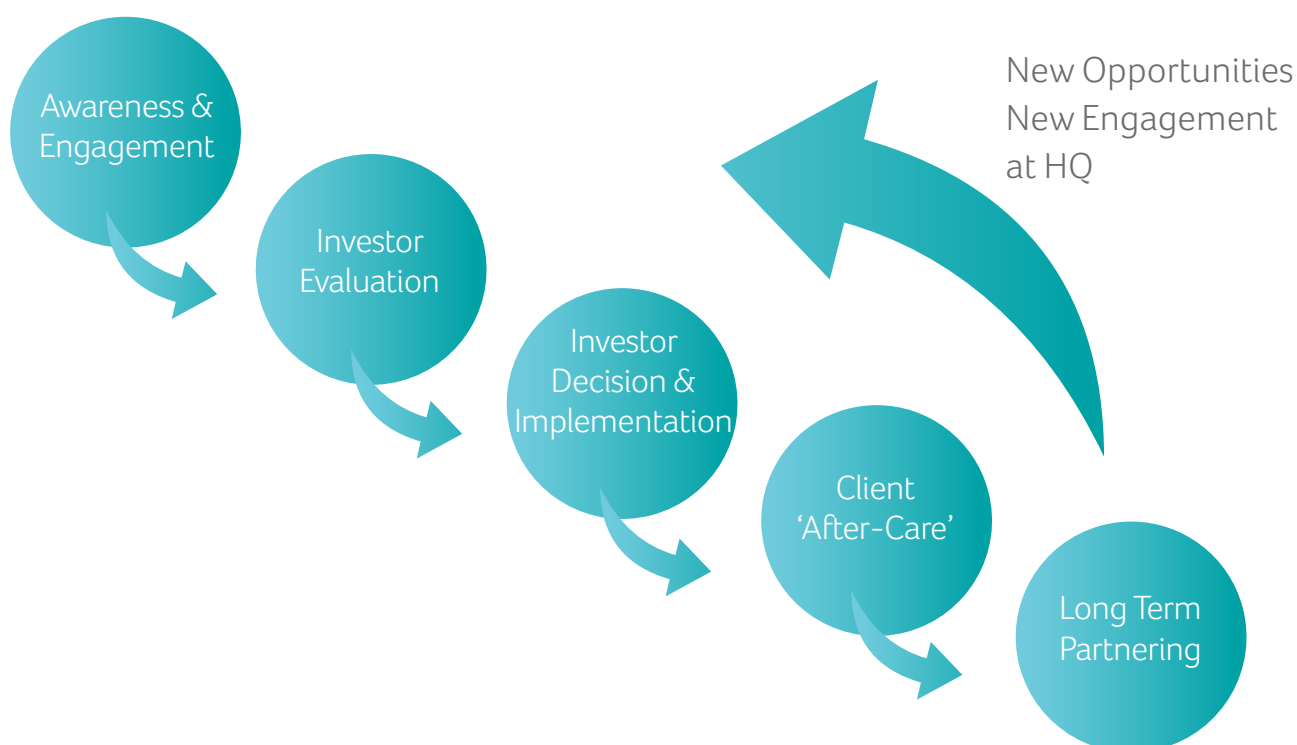 Awareness &
Engagement
Investor
Evaluation
Investor
Decision &
Implementation
Client
‘After-Care’
Long Term
Partnering
New Opportunities
New Engagement
at HQ